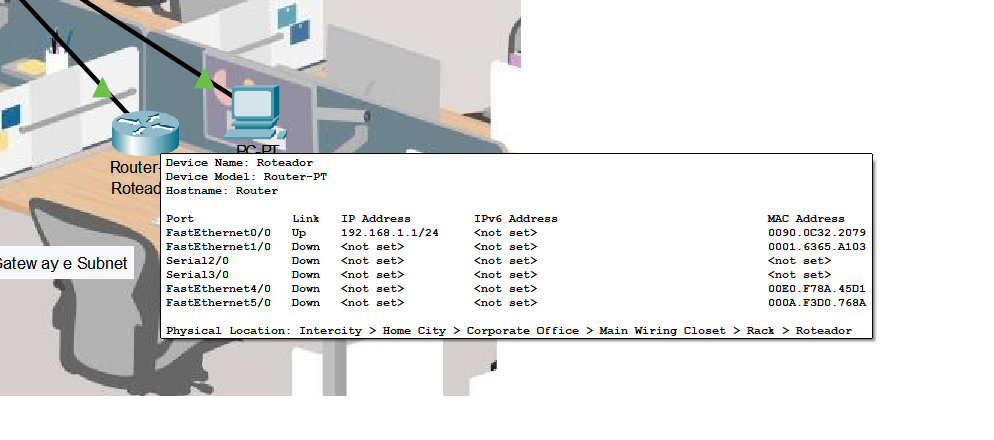 PC-PT
Router-
Rotead
Device Name: Roteador
Device Model: Router-PT
Hostname: Router
Port Link IP Address IPv6 Address MAC Address
FastEthernet0/0 Up 192.168.1.1/24 <not set> 0090.0C32.2079
FastEthernet1/0 Down <not set> <not set> 0001.6365.A103
Serial2/0 Down <not set> <not set> <not set>
Serial3/0 Down <not set> <not set> <not set>
FastEthernet4/0 Down <not set> <not set> 00E0.F78A.45D1
FastEthernet5/0 Down <not set> <not set> 000A.F3D0.768A
Physical Location: Intercity > Home City > Corporate Office > Main Wiring Closet > Rack > Roteador
Gatew ay e Subnet